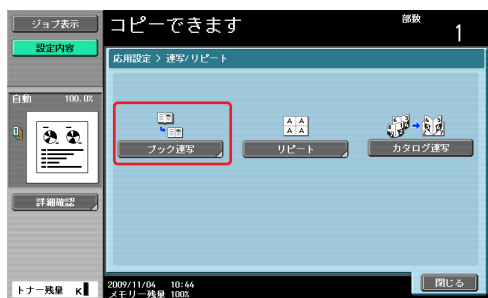 ジョブ表示
設定内容
コピーできます
部数
1
応用設定 > 連写/リピート
自動 100.0%
ブック連写
A A
A A
リピート
カタログ連写
詳細確認
トナー残量 K
2009/11/04 10:44
メモリー残量 100%
閉じる